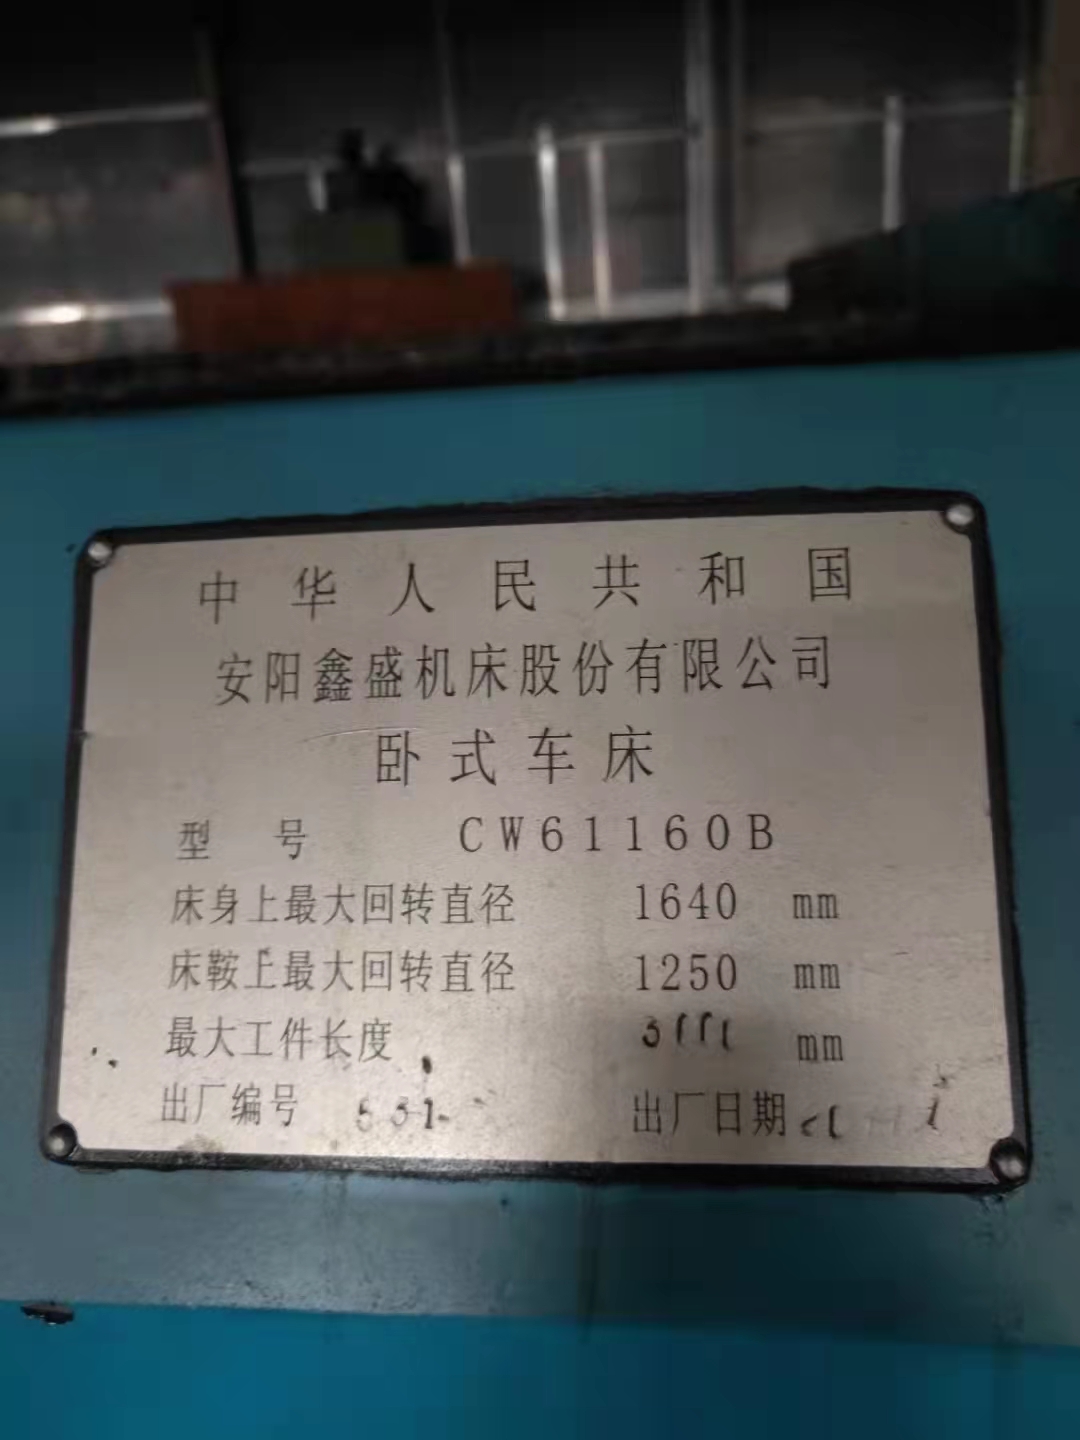 中华人民共和国
安阳鑫盛机床股份有限公司
卧式车床
型 号 CW61160B
床身上最大回转直径 1640 mm
床鞍上最大回转直径 1250 mm
最大工件长度 mm
出厂编号 出厂日期